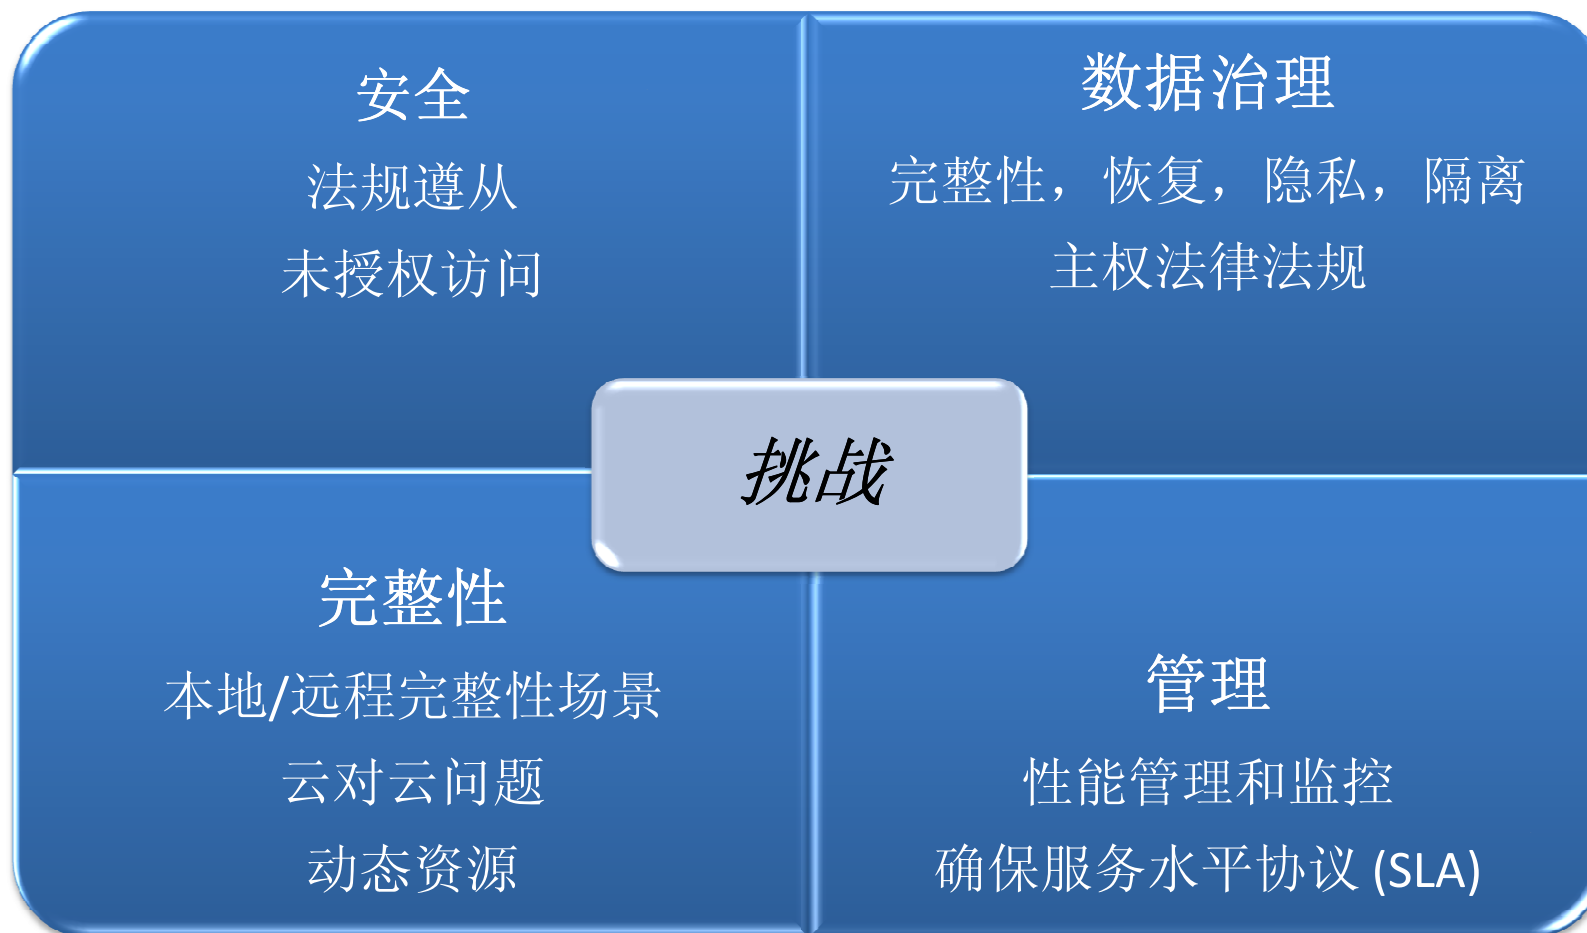 安全
法规遵从
未授权访问
数据治理
完整性，恢复，隐私，隔离
主权法律法规
挑战
完整性
本地/远程完整性场景
云对云问题
动态资源
管理
性能管理和监控
确保服务水平协议 (SLA)